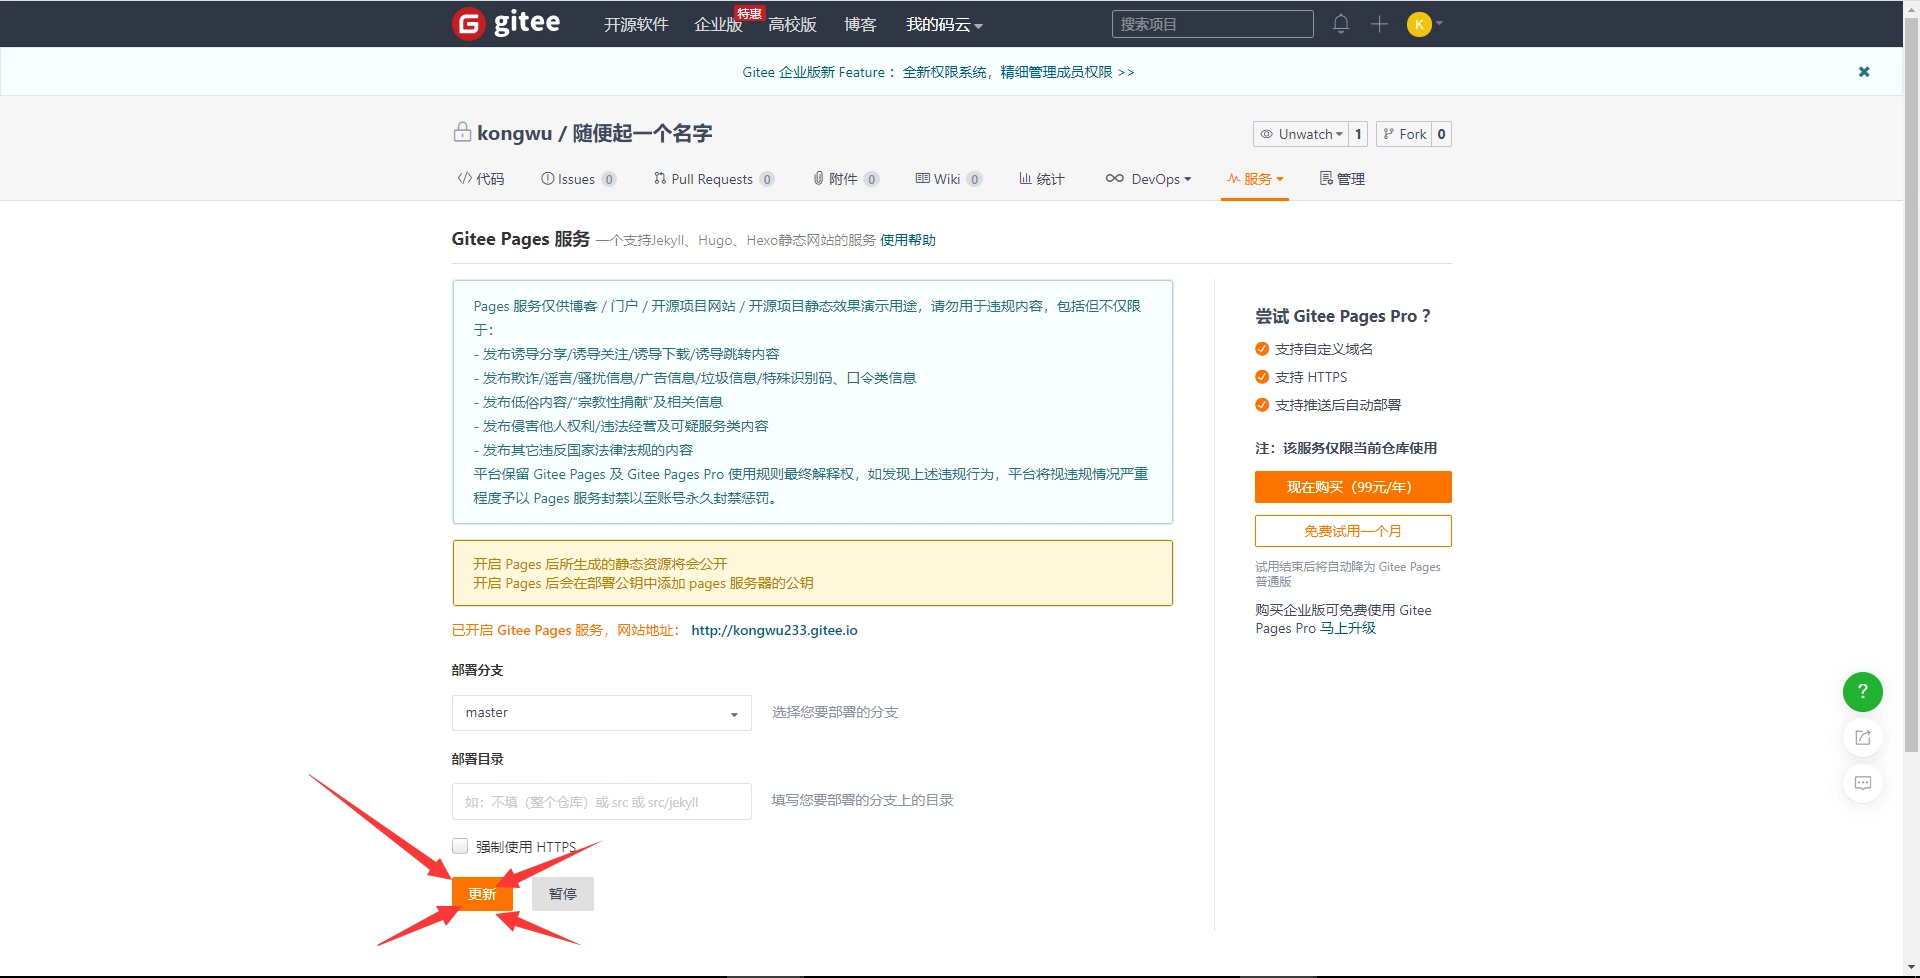 gitee
开源软件
企业版
特惠
高校版
博客
我的码云
搜索项目
K
Gitee 企业版新 Feature ：全新权限系统，精细管理成员权限 >>
kongwu / 随便起一个名字
Unwatch 1
Fork 0
代码
Issues 0
Pull Requests 0
附件 0
Wiki 0
统计
DevOps
服务
管理
Gitee Pages 服务 一个支持Jekyll、Hugo、Hexo静态网站的服务 使用帮助
Pages 服务仅供博客 / 门户 / 开源项目网站 / 开源项目静态效果演示用途，请勿用于违规内容，包括但不仅限
于：
- 发布诱导分享/诱导关注/诱导下载/诱导跳转内容
- 发布欺诈/谣言/骚扰信息/广告信息/垃圾信息/特殊识别码、口令类信息
- 发布低俗内容/“宗教性捐献”及相关信息
- 发布侵害他人权利/违法经营及可疑服务类内容
- 发布其它违反国家法律法规的内容
平台保留 Gitee Pages 及 Gitee Pages Pro 使用规则最终解释权，如发现上述违规行为，平台将视违规情况严重
程度予以 Pages 服务封禁以至账号永久封禁惩罚。
开启 Pages 后所生成的静态资源将会公开
开启 Pages 后会在部署公钥中添加 pages 服务器的公钥
已开启 Gitee Pages 服务，网站地址： http://kongwu233.gitee.io
部署分支
master
选择您要部署的分支
部署目录
如：不填（整个仓库）或 src 或 src/jekyll
填写您要部署的分支上的目录
强制使用 HTTPS
更新
暂停
尝试 Gitee Pages Pro ？
支持自定义域名
支持 HTTPS
支持推送后自动部署
注：该服务仅限当前仓库使用
现在购买（99元/年）
免费试用一个月
试用结束后将自动降为 Gitee Pages
普通版
购买企业版可免费使用 Gitee
Pages Pro 马上升级
?